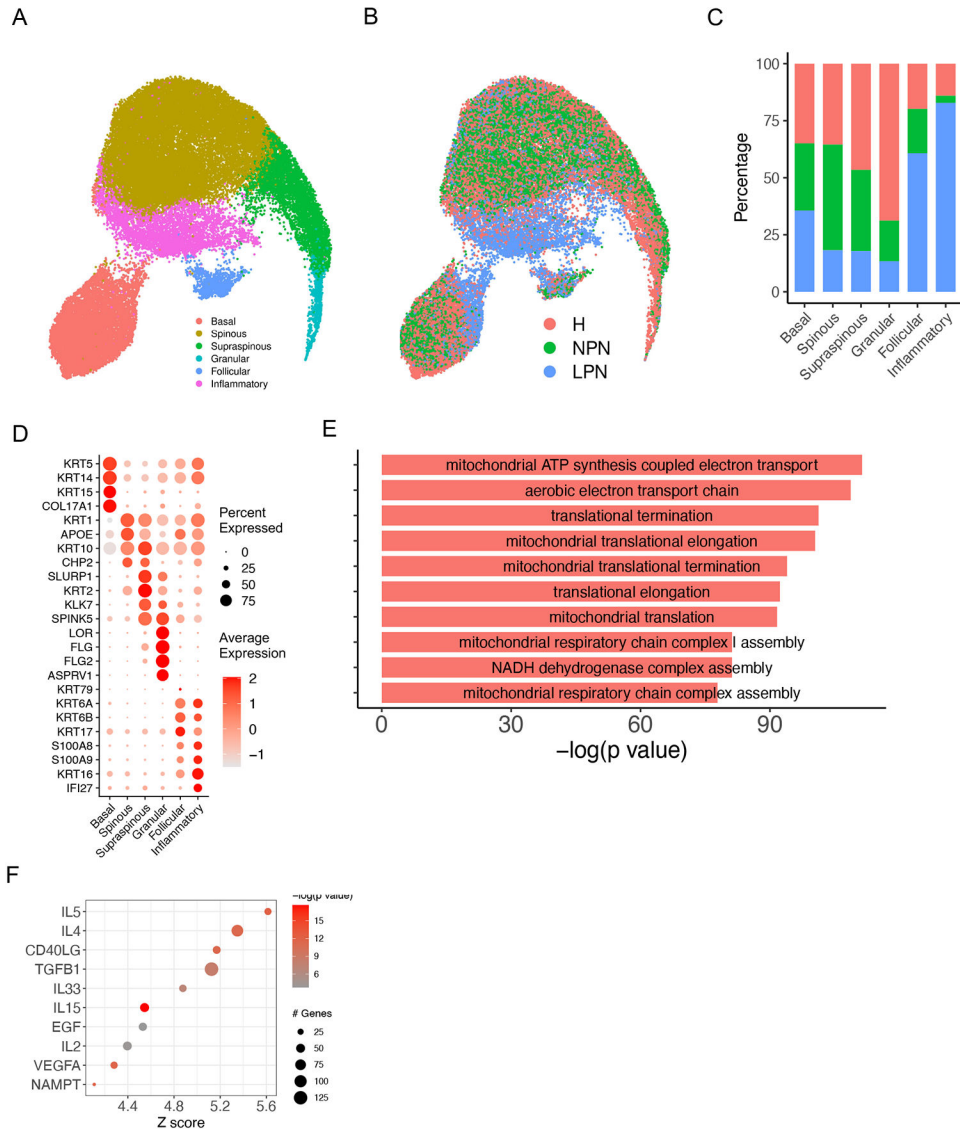 A
B
C
Basal
Spinous
Supraspinous
Granular
Follicular
Inflammatory
H
NPN
LPN
Percentage
100
75
50
25
0
Basal
Spinous
Supraspinous
Granular
Follicular
Inflammatory
D
KRT5
KRT14
KRT15
COL17A1
KRT1
APOE
KRT10
CHP2
SLURP1
KRT2
KLK7
SPINK5
LOR
FLG
FLG2
ASPRV1
KRT79
KRT6A
KRT6B
KRT17
S100A8
S100A9
KRT16
IFI27
Basal
Spinous
Supraspinous
Granular
Follicular
Inflammatory
Percent
Expressed
0
25
50
75
Average
Expression
2
1
0
−1
E
mitochondrial ATP synthesis coupled electron transport
aerobic electron transport chain
translational termination
mitochondrial translational elongation
mitochondrial translational termination
translational elongation
mitochondrial translation
mitochondrial respiratory chain complex I assembly
NADH dehydrogenase complex assembly
mitochondrial respiratory chain complex assembly
0 30 60 90
−log(p value)
F
IL5
IL4
CD40LG
TGFB1
IL33
IL15
EGF
IL2
VEGFA
NAMPT
4.4 4.8 5.2 5.6
Z score
−log(p value)
15
12
9
6
# Genes
25
50
75
100
125